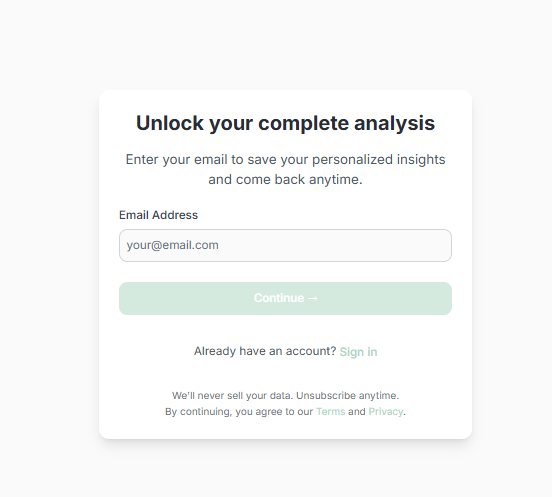 Unlock your complete analysis
Enter your email to save your personalized insights
and come back anytime.
Email Address
your@email.com
Continue →
Already have an account? Sign in
We'll never sell your data. Unsubscribe anytime.
By continuing, you agree to our Terms and Privacy.